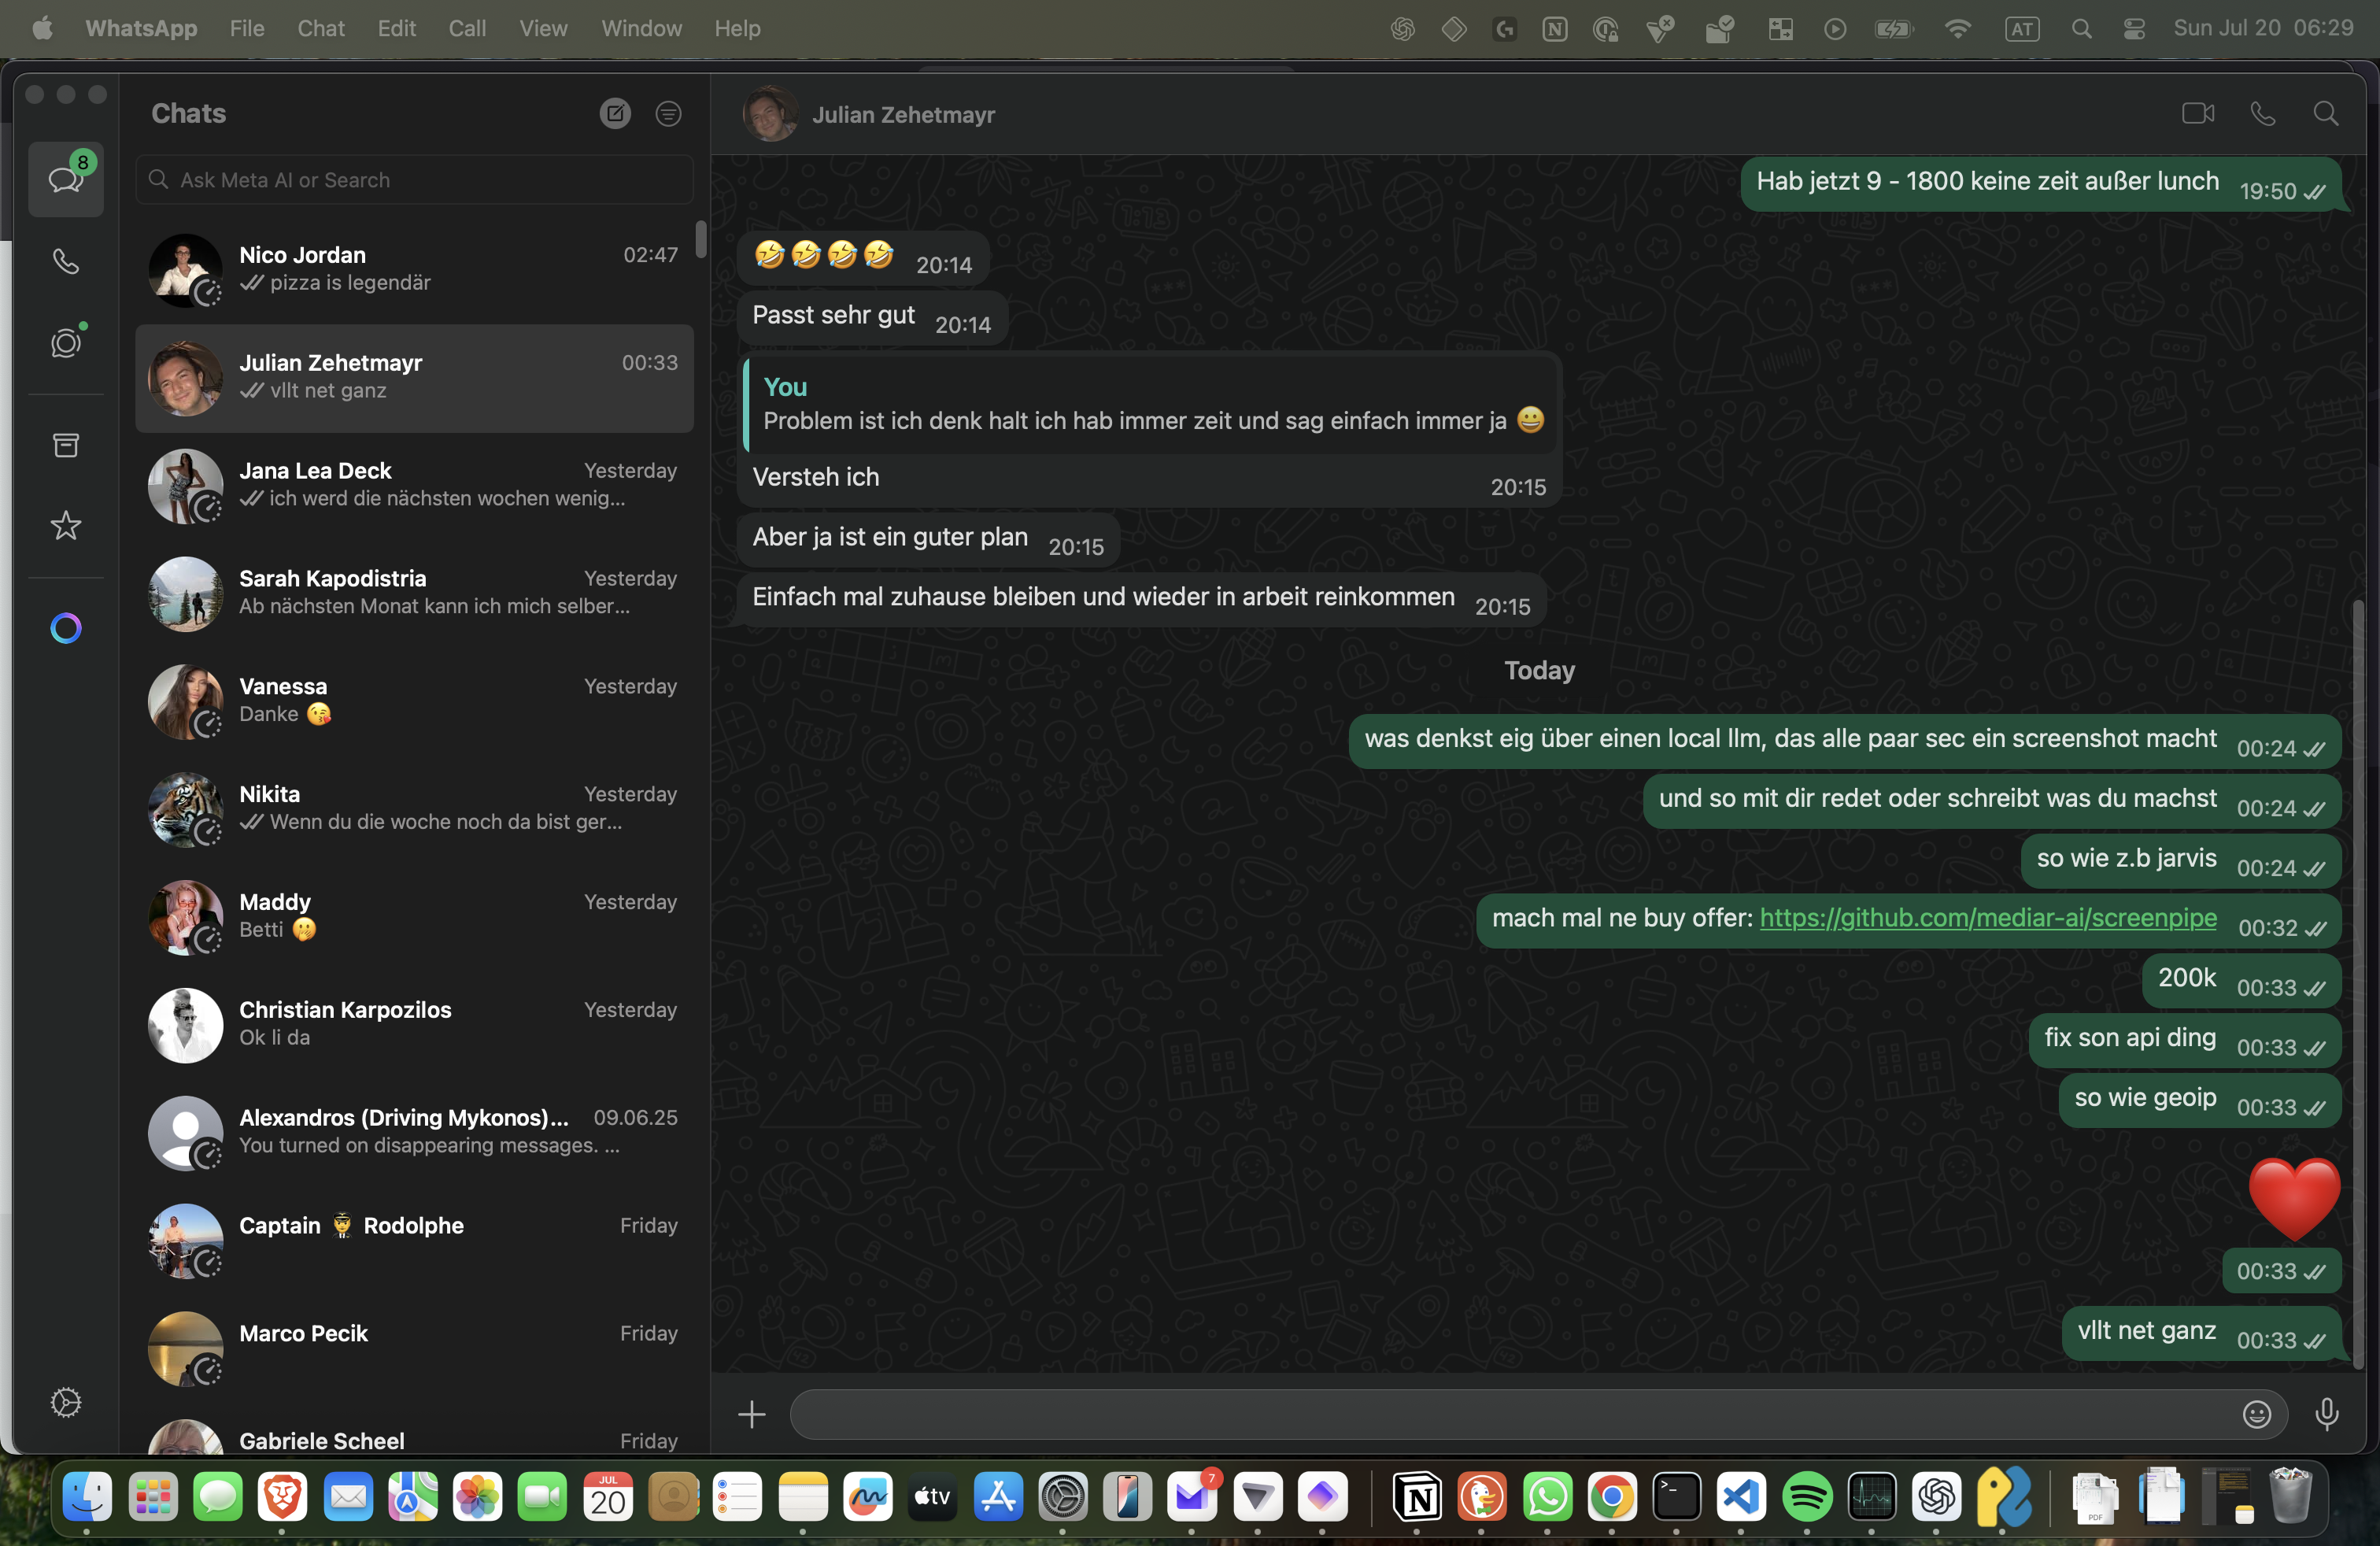 WhatsApp File Chat Edit Call View Window Help
AT
Sun Jul 20 06:29
8
Chats
Ask Meta AI or Search
Nico Jordan 02:47
pizza is legendär
Julian Zehetmayr 00:33
vllt net ganz
Jana Lea Deck Yesterday
ich werd die nächsten wochen wenig...
Sarah Kapodistria Yesterday
Ab nächsten Monat kann ich mich selber...
Vanessa Yesterday
Danke 😘
Nikita Yesterday
Wenn du die woche noch da bist ger...
Maddy Yesterday
Betti 🤭
Christian Karpozilos Yesterday
Ok li da
Alexandros (Driving Mykonos)... 09.06.25
You turned on disappearing messages. ...
Captain 👨‍✈️ Rodolphe Friday
Marco Pecik Friday
Gabriele Scheel Friday
Julian Zehetmayr
Hab jetzt 9 - 1800 keine zeit außer lunch 19:50
🤣🤣🤣🤣 20:14
Passt sehr gut 20:14
You
Problem ist ich denk halt ich hab immer zeit und sag einfach immer ja 😀
Versteh ich 20:15
Aber ja ist ein guter plan 20:15
Einfach mal zuhause bleiben und wieder in arbeit reinkommen 20:15
Today
was denkst eig über einen local llm, das alle paar sec ein screenshot macht 00:24
und so mit dir redet oder schreibt was du machst 00:24
so wie z.b jarvis 00:24
mach mal ne buy offer: https://github.com/mediar-ai/screenpipe 00:32
200k 00:33
fix son api ding 00:33
so wie geoip 00:33
❤️
00:33
vllt net ganz 00:33
JUL
20
tv
7
PDF